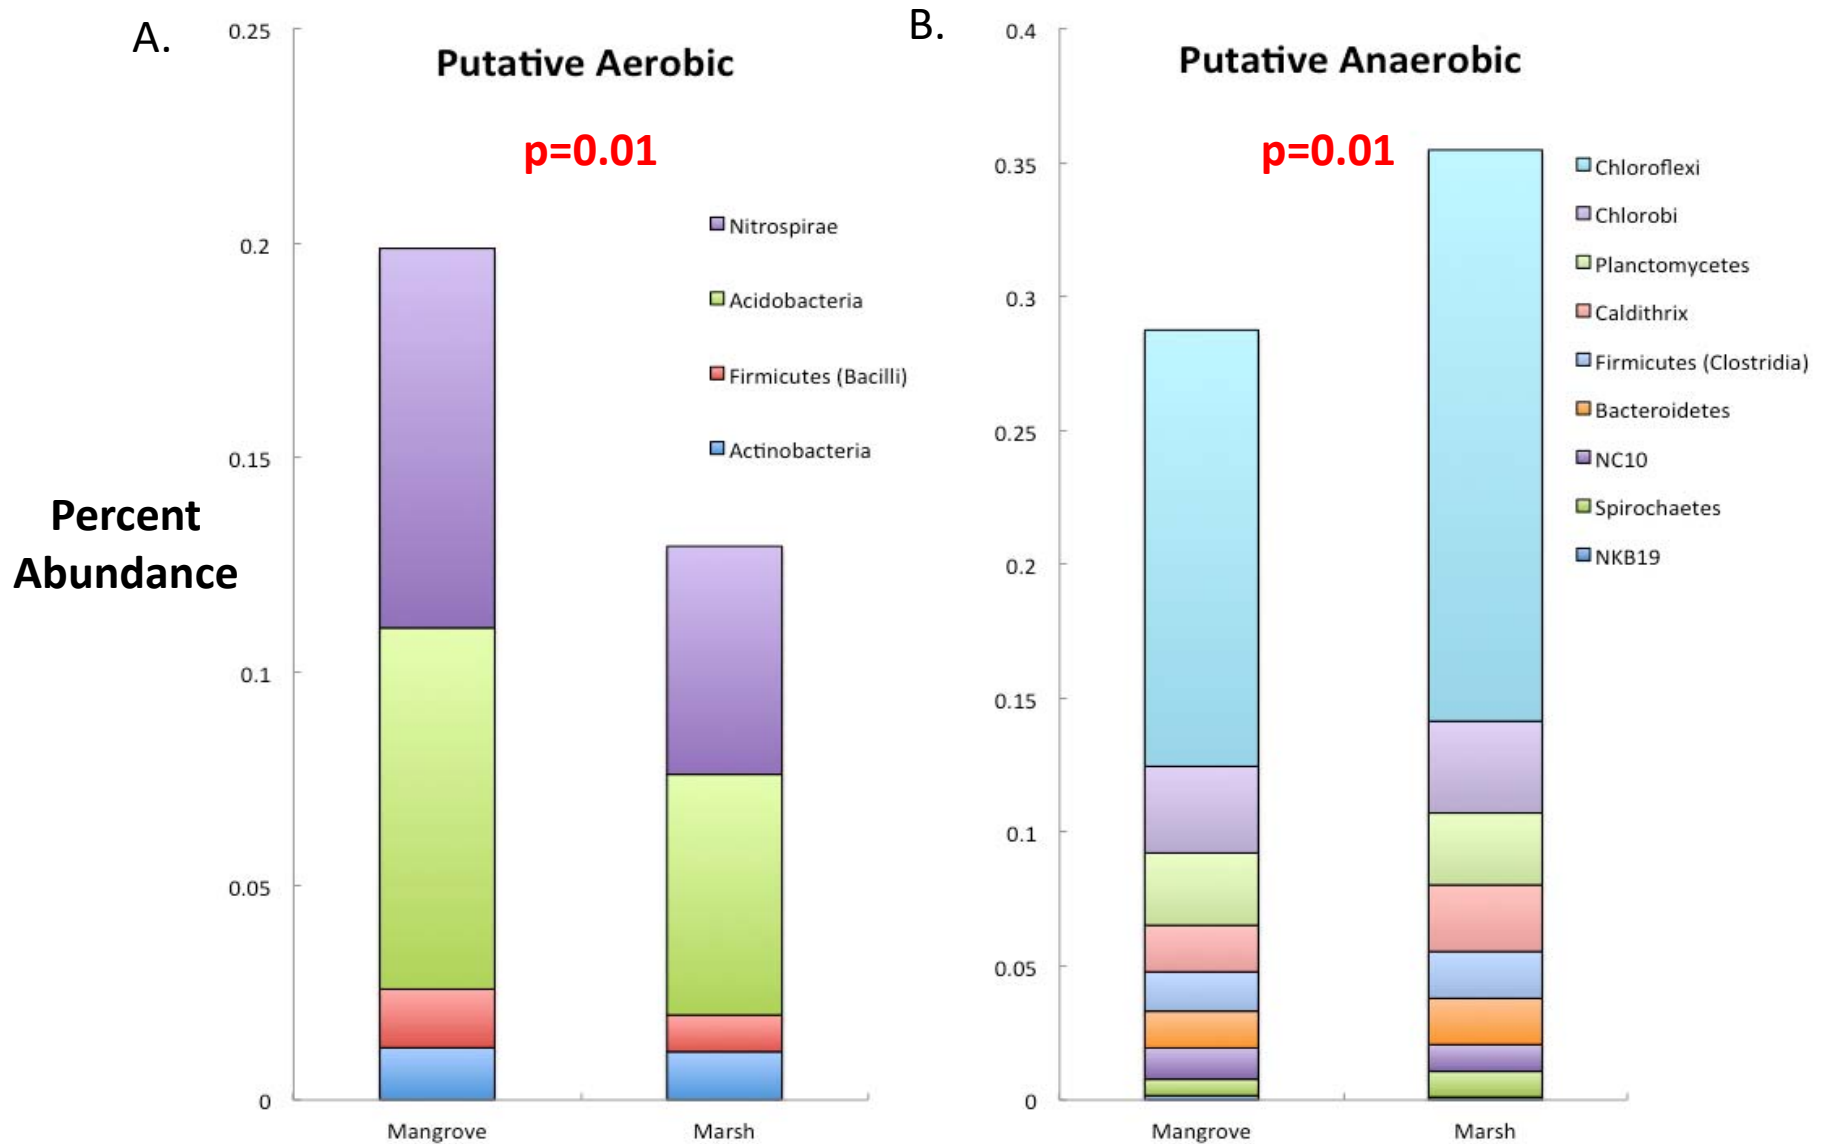 A.
Putative Aerobic
p=0.01
0.25
0.2
0.15
0.1
0.05
0
Percent
Abundance
Nitrospirae
Acidobacteria
Firmicutes (Bacilli)
Actinobacteria
Mangrove
Marsh
B.
Putative Anaerobic
p=0.01
0.4
0.35
0.3
0.25
0.2
0.15
0.1
0.05
0
Chloroflexi
Chlorobi
Planctomycetes
Caldithrix
Firmicutes (Clostridia)
Bacteroidetes
NC10
Spirochaetes
NKB19
Mangrove
Marsh